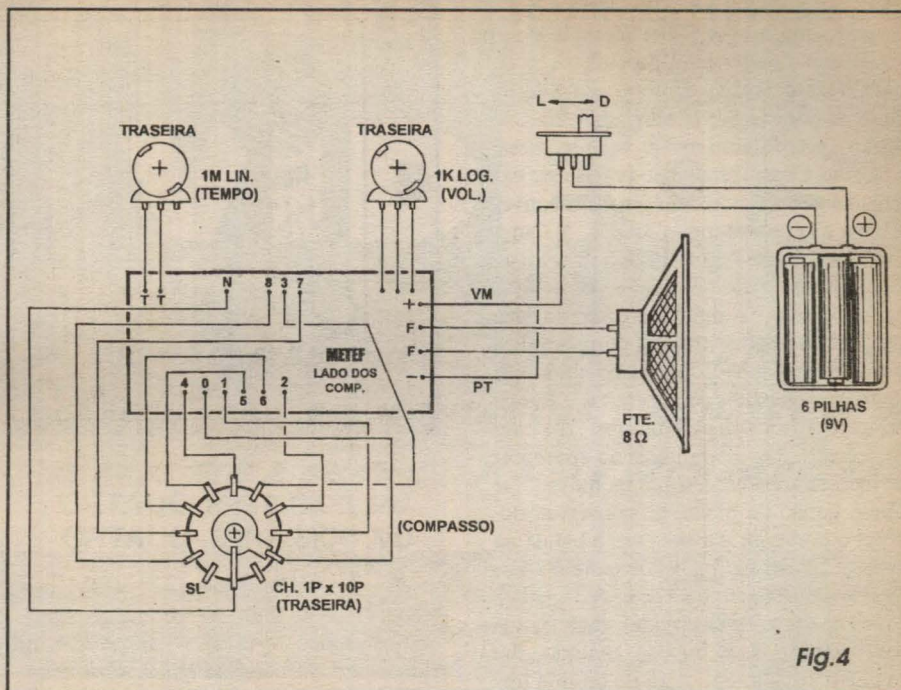 L D
TRASEIRA
1M LIN.
(TEMPO)
TRASEIRA
1K LOG.
(VOL.)
T T
N
8 3 7
+
F
F
−
VM
PT
METEF
LADO DOS
COMP.
4 0 1 5 6 2
FTE.
8Ω
− +
6 PILHAS
(9V)
(COMPASSO)
SL
CH. 1P x 10P
(TRASEIRA)
Fig.4